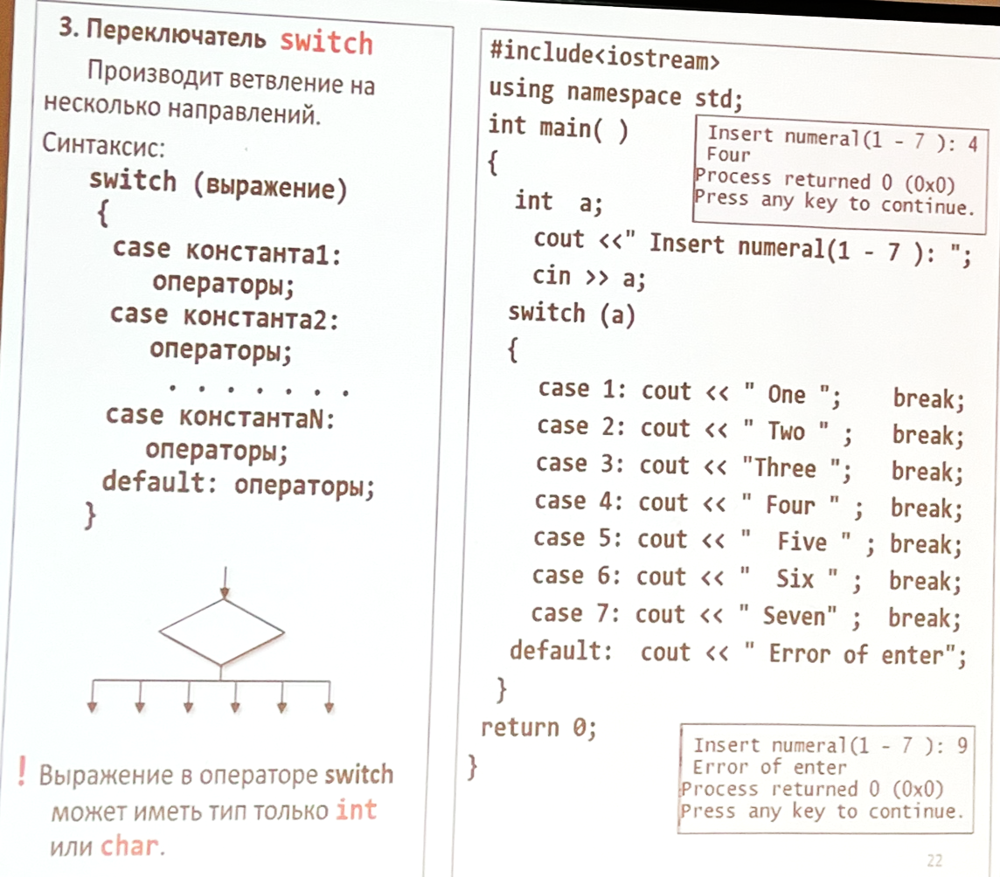 3. Переключатель switch
Производит ветвление на
несколько направлений.
Синтаксис:
switch (выражение)
{
case константа1:
операторы;
case константа2:
операторы;
. . . . . . .
case константаN:
операторы;
default: операторы;
}
! Выражение в операторе switch
может иметь тип только int
или char.
#include<iostream>
using namespace std;
int main( )
{
int  a;
cout <<" Insert numeral(1 - 7 ): ";
cin >> a;
switch (a)
{
case 1: cout << " One ";   break;
case 2: cout << " Two " ;   break;
case 3: cout << "Three ";   break;
case 4: cout << " Four " ;  break;
case 5: cout << "  Five " ; break;
case 6: cout << "  Six " ;  break;
case 7: cout << " Seven" ;  break;
default:  cout << " Error of enter";
}
return 0;
}
Insert numeral(1 - 7 ): 4
Four
Process returned 0 (0x0)
Press any key to continue.
Insert numeral(1 - 7 ): 9
Error of enter
Process returned 0 (0x0)
Press any key to continue.
22